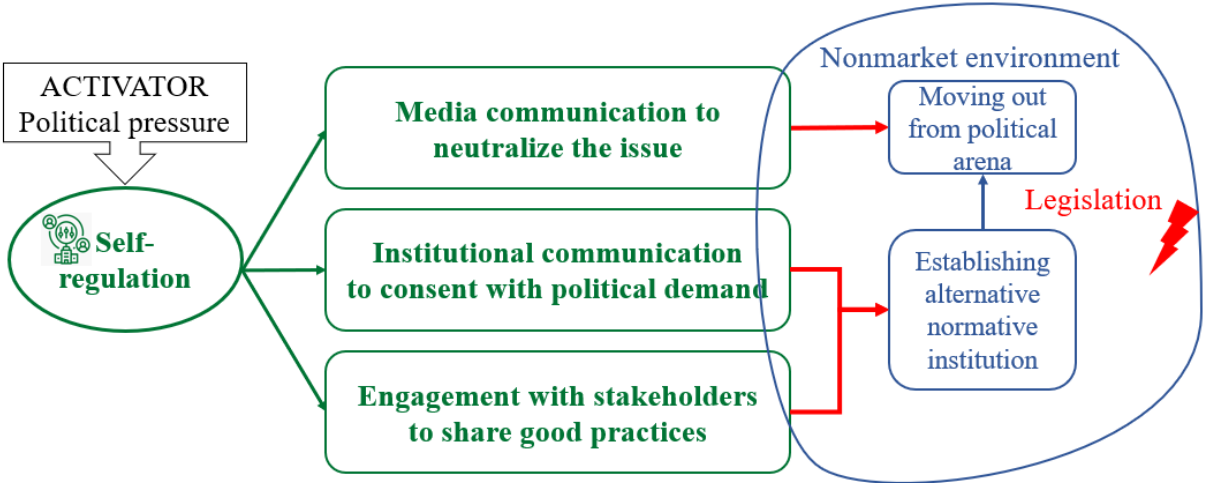 ACTIVATOR
Political pressure
Self-
regulation
Media communication to
neutralize the issue
Institutional communication
to consent with political demand
Engagement with stakeholders
to share good practices
Nonmarket environment
Moving out
from political
arena
Legislation
Establishing
alternative
normative
institution